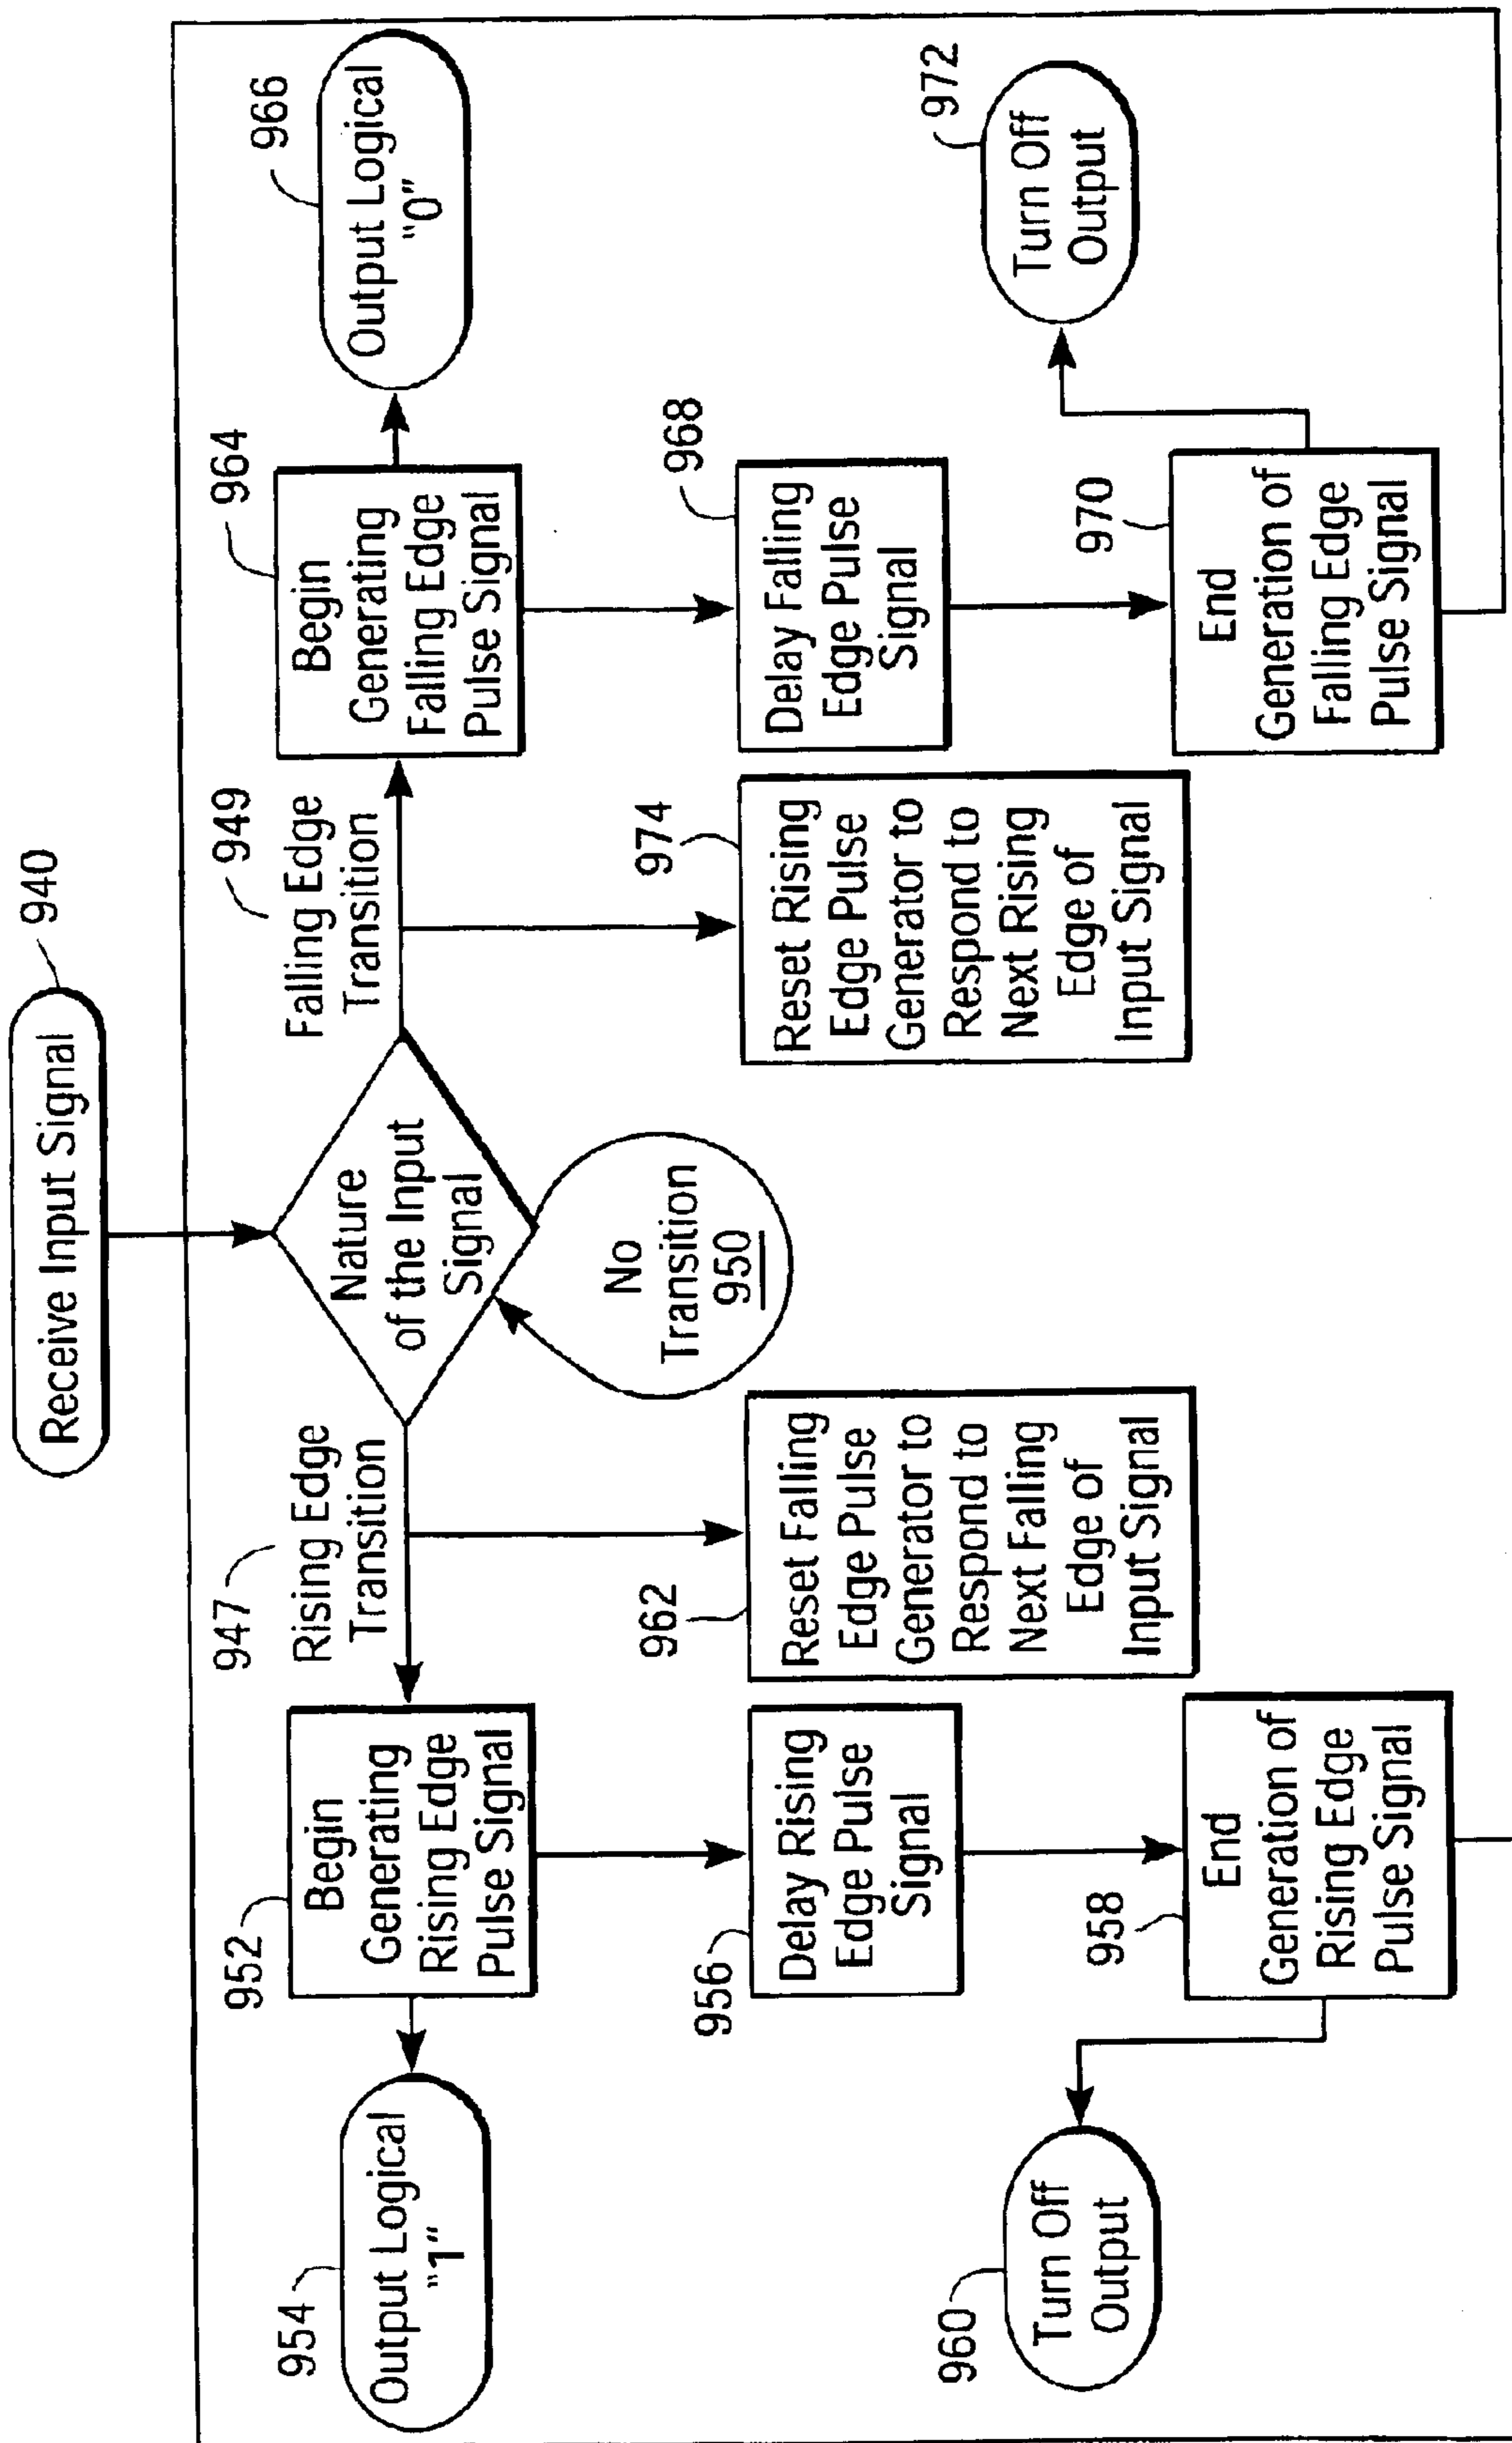 Receive Input Signal
940
Nature
of the Input
Signal
No
Transition
950
947
Rising Edge
Transition
949
Falling Edge
Transition
952
Begin
Generating
Rising Edge
Pulse Signal
954
Output Logical
"1"
956
Delay Rising
Edge Pulse
Signal
958
End
Generation of
Rising Edge
Pulse Signal
960
Turn Off
Output
962
Reset Falling
Edge Pulse
Generator to
Respond to
Next Falling
Edge of
Input Signal
964
Begin
Generating
Falling Edge
Pulse Signal
966
Output Logical
"0"
968
Delay Falling
Edge Pulse
Signal
970
End
Generation of
Falling Edge
Pulse Signal
972
Turn Off
Output
974
Reset Rising
Edge Pulse
Generator to
Respond to
Next Rising
Edge of
Input Signal